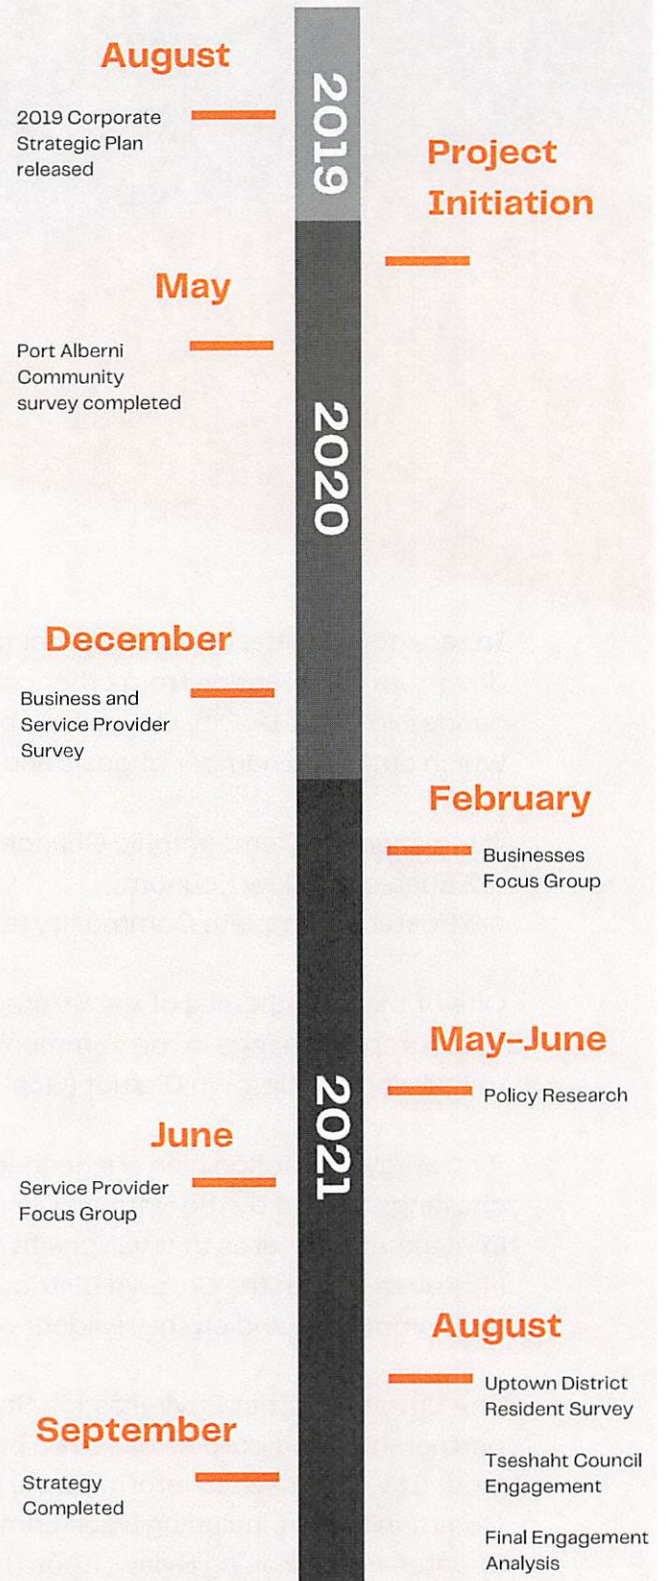 August
2019 Corporate
Strategic Plan
released
2019
Project
Initiation
May
Port Alberni
Community
survey completed
2020
December
Business and
Service Provider
Survey
February
Businesses
Focus Group
May–June
Policy Research
2021
June
Service Provider
Focus Group
August
Uptown District
Resident Survey
Tseshaht Council
Engagement
Final Engagement
Analysis
September
Strategy
Completed